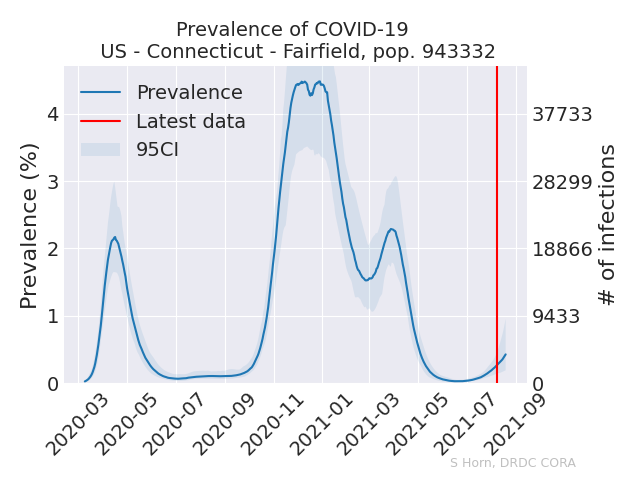 Prevalence of COVID-19
US - Connecticut - Fairfield, pop. 943332
Prevalence
Latest data
95CI
Prevalence (%)
4
3
2
1
0
37733
28299
18866
9433
0
# of infections
2020-03
2020-05
2020-07
2020-09
2020-11
2021-01
2021-03
2021-05
2021-07
2021-09
S Horn, DRDC CORA